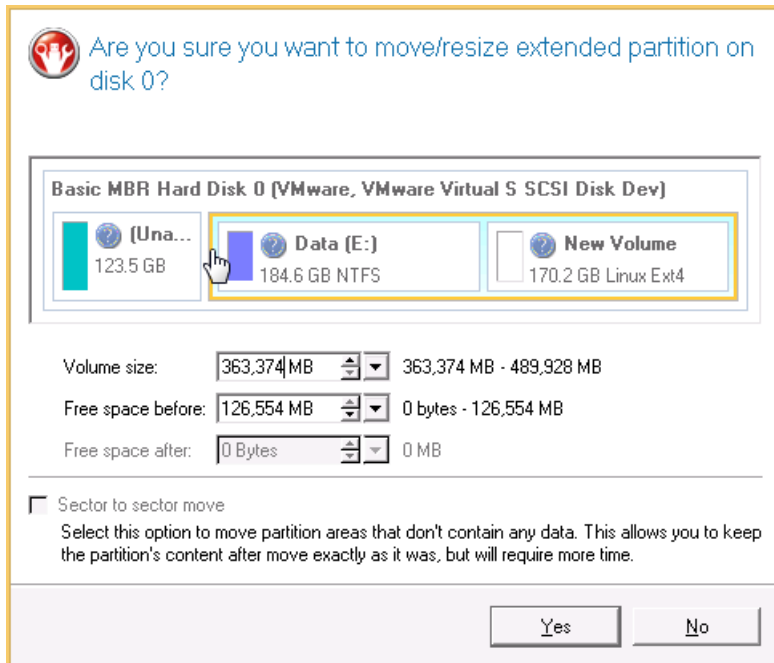 Are you sure you want to move/resize extended partition on
disk 0?
Basic MBR Hard Disk 0 (VMware, VMware Virtual S SCSI Disk Dev)
(Una...
123.5 GB
Data (E:)
184.6 GB NTFS
New Volume
170.2 GB Linux Ext4
Volume size: 363,374 MB 363,374 MB - 489,928 MB
Free space before: 126,554 MB 0 bytes - 126,554 MB
Free space after: 0 Bytes 0 MB
Sector to sector move
Select this option to move partition areas that don't contain any data. This allows you to keep
the partition's content after move exactly as it was, but will require more time.
Yes No